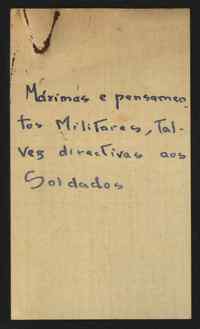 Máximas e pensamen-
tos Militares, Tal-
vez directivas aos
Soldados